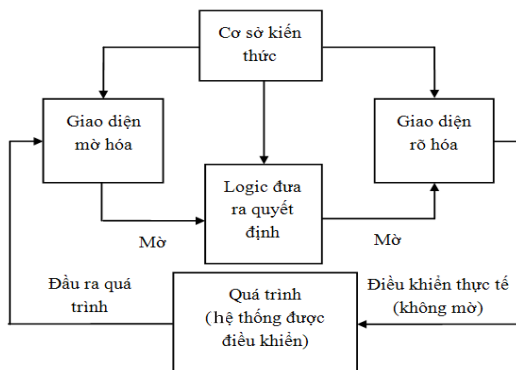 Cơ sở kiến
thức
Giao diện
mờ hóa
Giao diện
rõ hóa
Logic đưa
ra quyết
định
Mờ
Mờ
Đầu ra quá
trình
Quá trình
(hệ thống được
điều khiển)
Điều khiển thực tế
(không mờ)